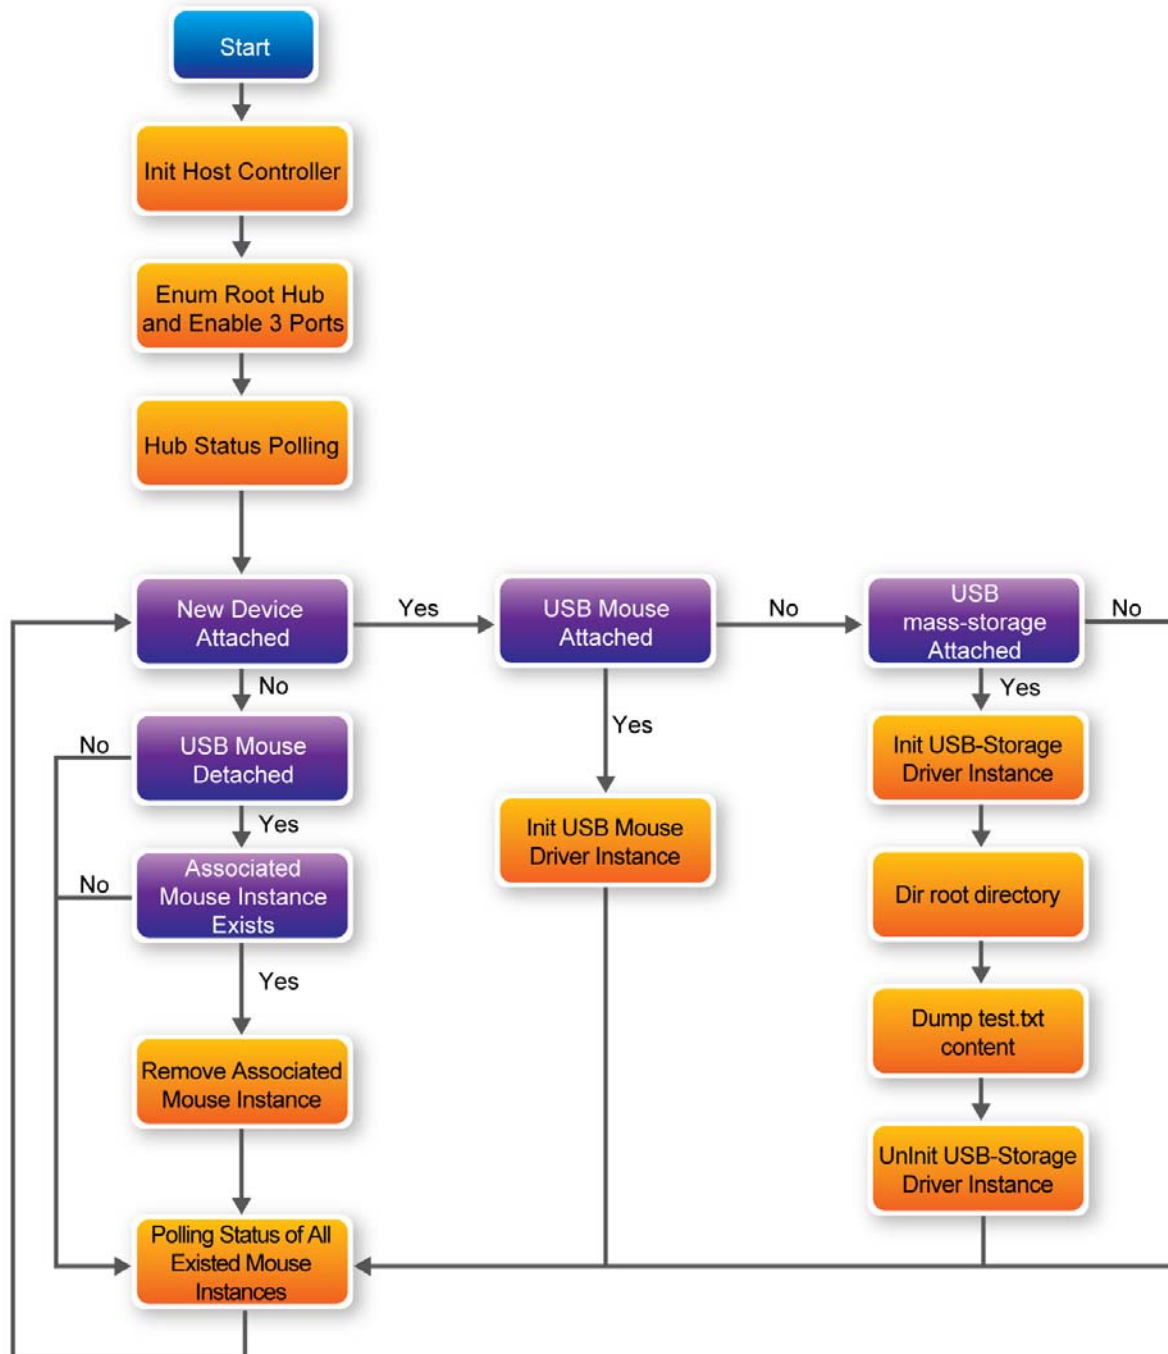 Start
Init Host Controller
Enum Root Hub
and Enable 3 Ports
Hub Status Polling
New Device
Attached
Yes
USB Mouse
Attached
No
USB
mass-storage
Attached
No
No
USB Mouse
Detached
No
Yes
Associated
Mouse Instance
Exists
No
Yes
Remove Associated
Mouse Instance
Polling Status of All
Existed Mouse
Instances
Yes
Init USB Mouse
Driver Instance
Yes
Init USB-Storage
Driver Instance
Dir root directory
Dump test.txt
content
UnInit USB-Storage
Driver Instance